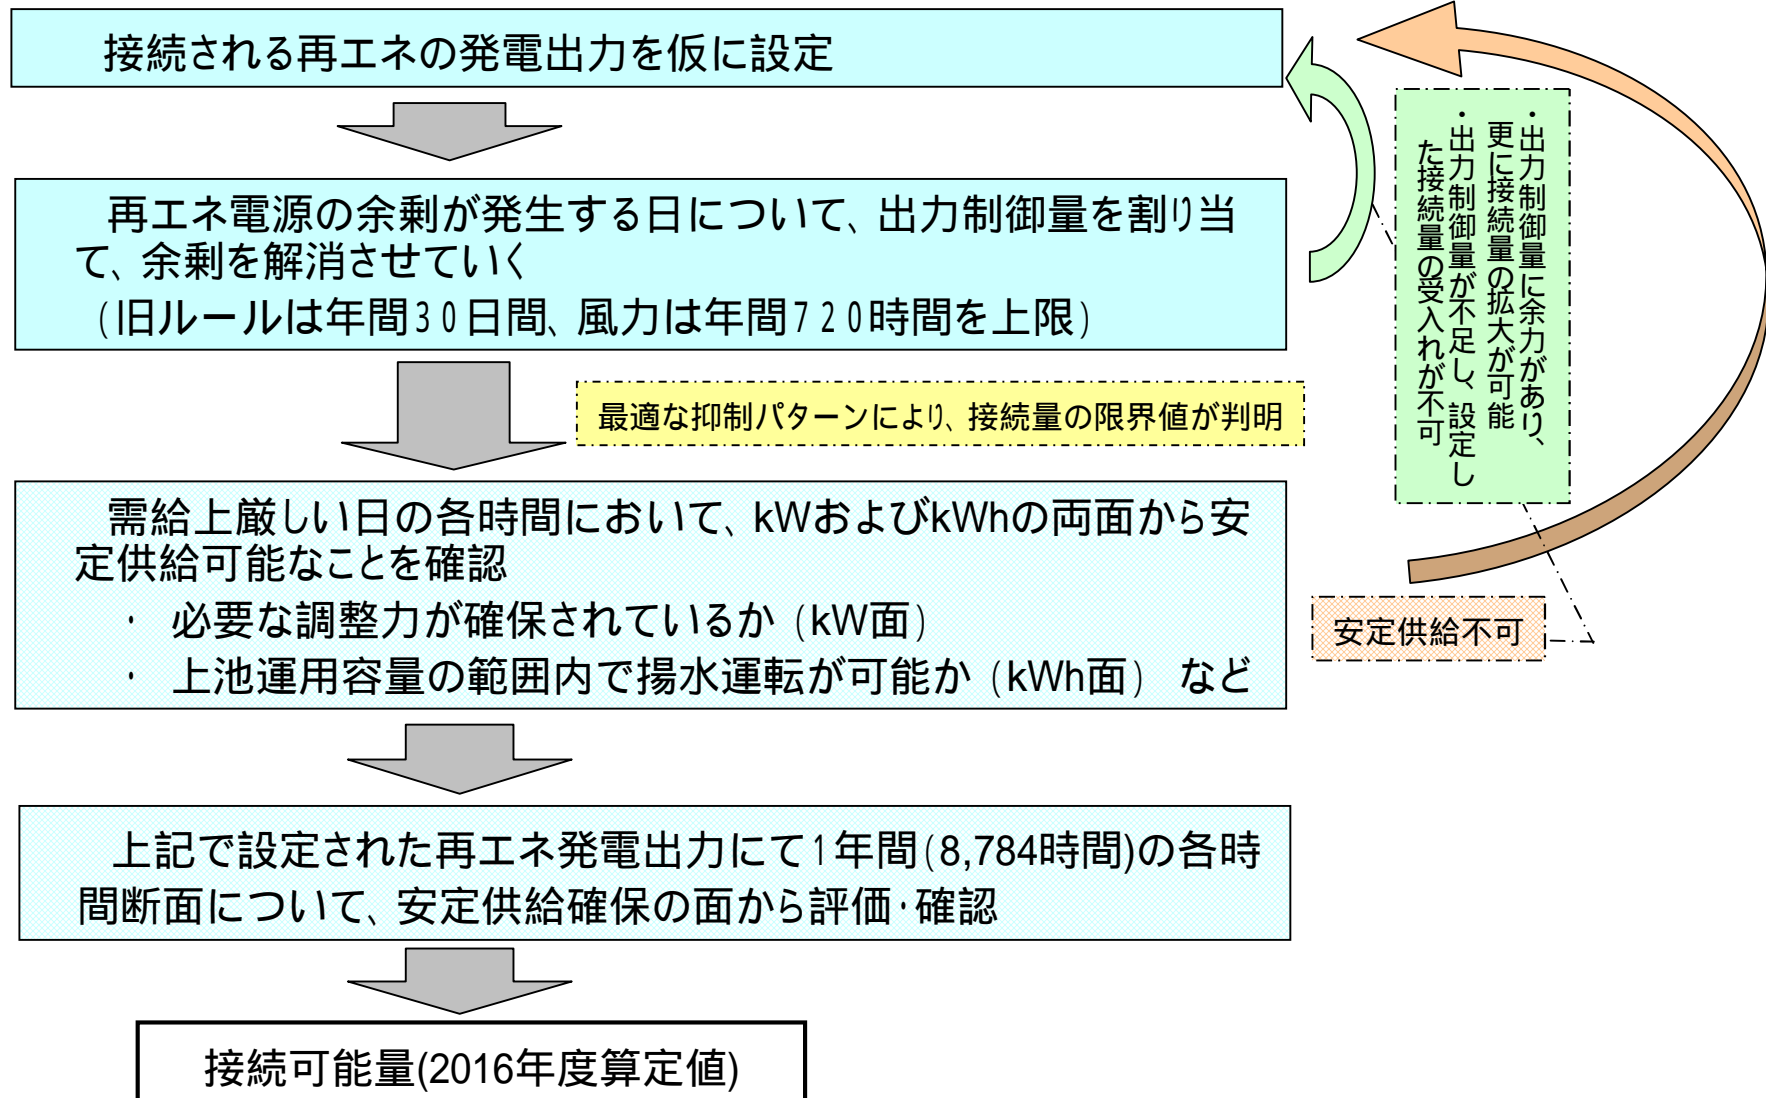 接続される再エネの発電出力を仮に設定
再エネ電源の余剰が発生する日について、出力制御量を割り当
て、余剰を解消させていく
（旧ルールは年間３０日間、風力は年間７２０時間を上限）
最適な抑制パターンにより、接続量の限界値が判明
・出力制御量に余力があり、
更に接続量の拡大が可能
・出力制御量が不足し、設定し
た接続量の受入れが不可
需給上厳しい日の各時間において、kWおよびkWhの両面から安
定供給可能なことを確認
・ 必要な調整力が確保されているか（kW面）
・ 上池運用容量の範囲内で揚水運転が可能か（kWh面） など
安定供給不可
上記で設定された再エネ発電出力にて1年間(8,784時間)の各時
間断面について、安定供給確保の面から評価・確認
接続可能量(2016年度算定値)